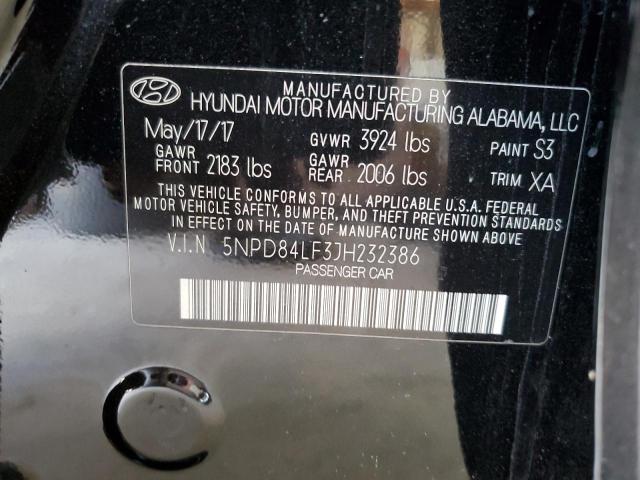 MANUFACTURED BY
HYUNDAI MOTOR MANUFACTURING ALABAMA, LLC
May/17/17 GVWR 3924 lbs PAINT S3
GAWR FRONT 2183 lbs GAWR REAR 2006 lbs TRIM XA
THIS VEHICLE CONFORMS TO ALL APPLICABLE U.S.A. FEDERAL
MOTOR VEHICLE SAFETY, BUMPER, AND THEFT PREVENTION STANDARDS
IN EFFECT ON THE DATE OF MANUFACTURE SHOWN ABOVE.
V.I.N 5NPD84LF3JH232386
PASSENGER CAR